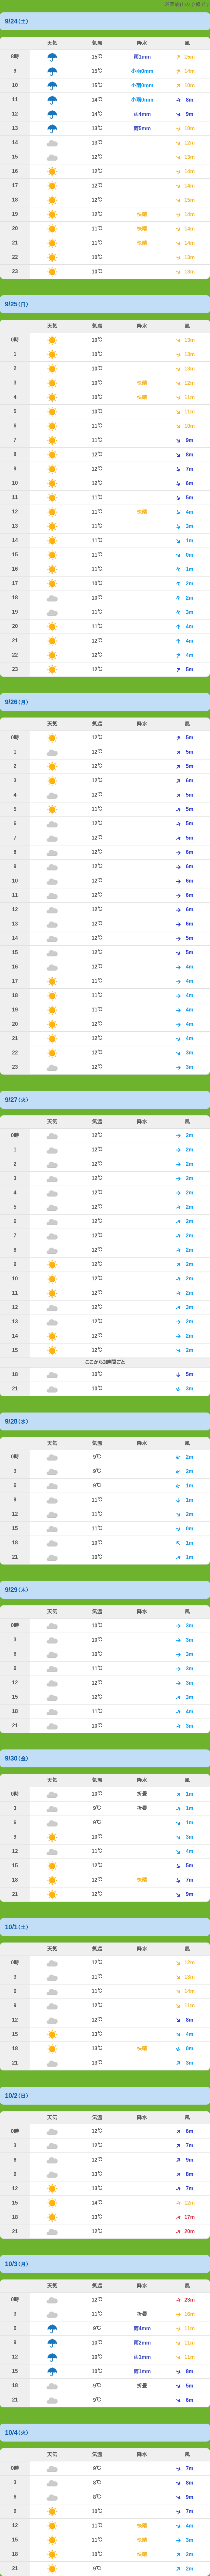 9/24(土)
天気 気温 降水 風
8時 15℃ 雨1mm 15m
9 15℃ 小雨0mm 14m
10 15℃ 小雨0mm 10m
11 14℃ 小雨0mm 8m
12 14℃ 雨4mm 9m
13 13℃ 雨5mm 10m
14 13℃ 12m
15 12℃ 13m
16 12℃ 14m
17 12℃ 14m
18 12℃ 15m
19 12℃ 快晴 14m
20 11℃ 快晴 14m
21 11℃ 快晴 14m
22 10℃ 13m
23 10℃ 13m
9/25(日)
天気 気温 降水 風
0時 10℃ 13m
1 10℃ 13m
2 10℃ 13m
3 10℃ 快晴 12m
4 10℃ 快晴 11m
5 10℃ 11m
6 11℃ 10m
7 11℃ 9m
8 12℃ 8m
9 12℃ 7m
10 12℃ 6m
11 11℃ 5m
12 11℃ 快晴 4m
13 11℃ 3m
14 11℃ 1m
15 11℃ 0m
16 11℃ 1m
17 10℃ 2m
18 10℃ 2m
19 11℃ 3m
20 11℃ 4m
21 12℃ 4m
22 12℃ 4m
23 12℃ 5m
9/26(月)
天気 気温 降水 風
0時 12℃ 5m
1 12℃ 5m
2 12℃ 5m
3 12℃ 6m
4 12℃ 5m
5 11℃ 5m
6 12℃ 5m
7 12℃ 5m
8 12℃ 6m
9 12℃ 6m
10 12℃ 6m
11 12℃ 6m
12 12℃ 6m
13 12℃ 6m
14 12℃ 5m
15 12℃ 5m
16 12℃ 4m
17 11℃ 4m
18 11℃ 4m
19 11℃ 4m
20 12℃ 4m
21 12℃ 4m
22 12℃ 3m
23 12℃ 3m
9/27(火)
天気 気温 降水 風
0時 12℃ 2m
1 12℃ 2m
2 12℃ 2m
3 12℃ 2m
4 12℃ 2m
5 12℃ 2m
6 12℃ 2m
7 12℃ 2m
8 12℃ 2m
9 12℃ 2m
10 12℃ 2m
11 12℃ 2m
12 12℃ 3m
13 12℃ 2m
14 12℃ 2m
15 12℃ 2m
ここから3時間ごと
18 10℃ 5m
21 10℃ 3m
9/28(水)
天気 気温 降水 風
0時 9℃ 2m
3 9℃ 2m
6 9℃ 1m
9 11℃ 1m
12 11℃ 2m
15 11℃ 0m
18 10℃ 1m
21 10℃ 1m
9/29(木)
天気 気温 降水 風
0時 10℃ 3m
3 10℃ 3m
6 10℃ 3m
9 11℃ 3m
12 12℃ 3m
15 12℃ 3m
18 11℃ 4m
21 10℃ 3m
9/30(金)
天気 気温 降水 風
0時 10℃ 折畳 1m
3 9℃ 折畳 1m
6 9℃ 1m
9 10℃ 3m
12 11℃ 4m
15 12℃ 5m
18 12℃ 快晴 7m
21 12℃ 9m
10/1(土)
天気 気温 降水 風
0時 12℃ 12m
3 11℃ 13m
6 11℃ 14m
9 12℃ 11m
12 12℃ 8m
15 13℃ 4m
18 13℃ 快晴 0m
21 13℃ 3m
10/2(日)
天気 気温 降水 風
0時 12℃ 6m
3 12℃ 7m
6 12℃ 9m
9 13℃ 8m
12 13℃ 7m
15 14℃ 12m
18 13℃ 17m
21 12℃ 20m
10/3(月)
天気 気温 降水 風
0時 12℃ 23m
3 11℃ 折畳 16m
6 9℃ 雨4mm 11m
9 10℃ 雨2mm 11m
12 10℃ 雨1mm 11m
15 10℃ 雨1mm 8m
18 9℃ 折畳 5m
21 9℃ 6m
10/4(火)
天気 気温 降水 風
0時 9℃ 7m
3 8℃ 8m
6 8℃ 9m
9 10℃ 7m
12 11℃ 快晴 4m
15 11℃ 快晴 3m
18 10℃ 快晴 2m
21 9℃ 2m